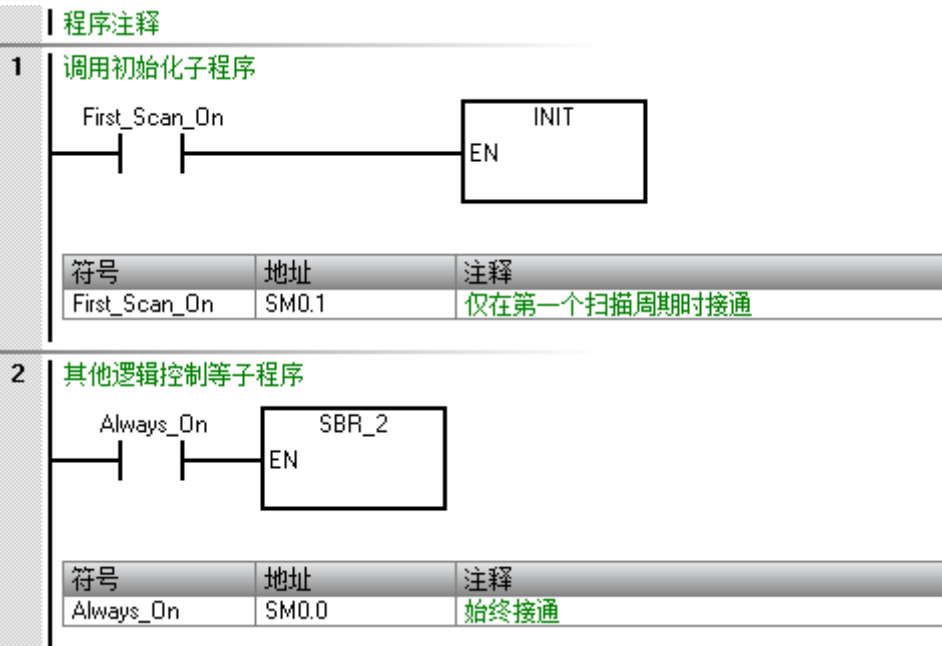 程序注释
1 调用初始化子程序
First_Scan_On INIT
EN
符号 地址 注释
First_Scan_On SM0.1 仅在第一个扫描周期时接通
2 其他逻辑控制等子程序
Always_On SBR_2
EN
符号 地址 注释
Always_On SM0.0 始终接通